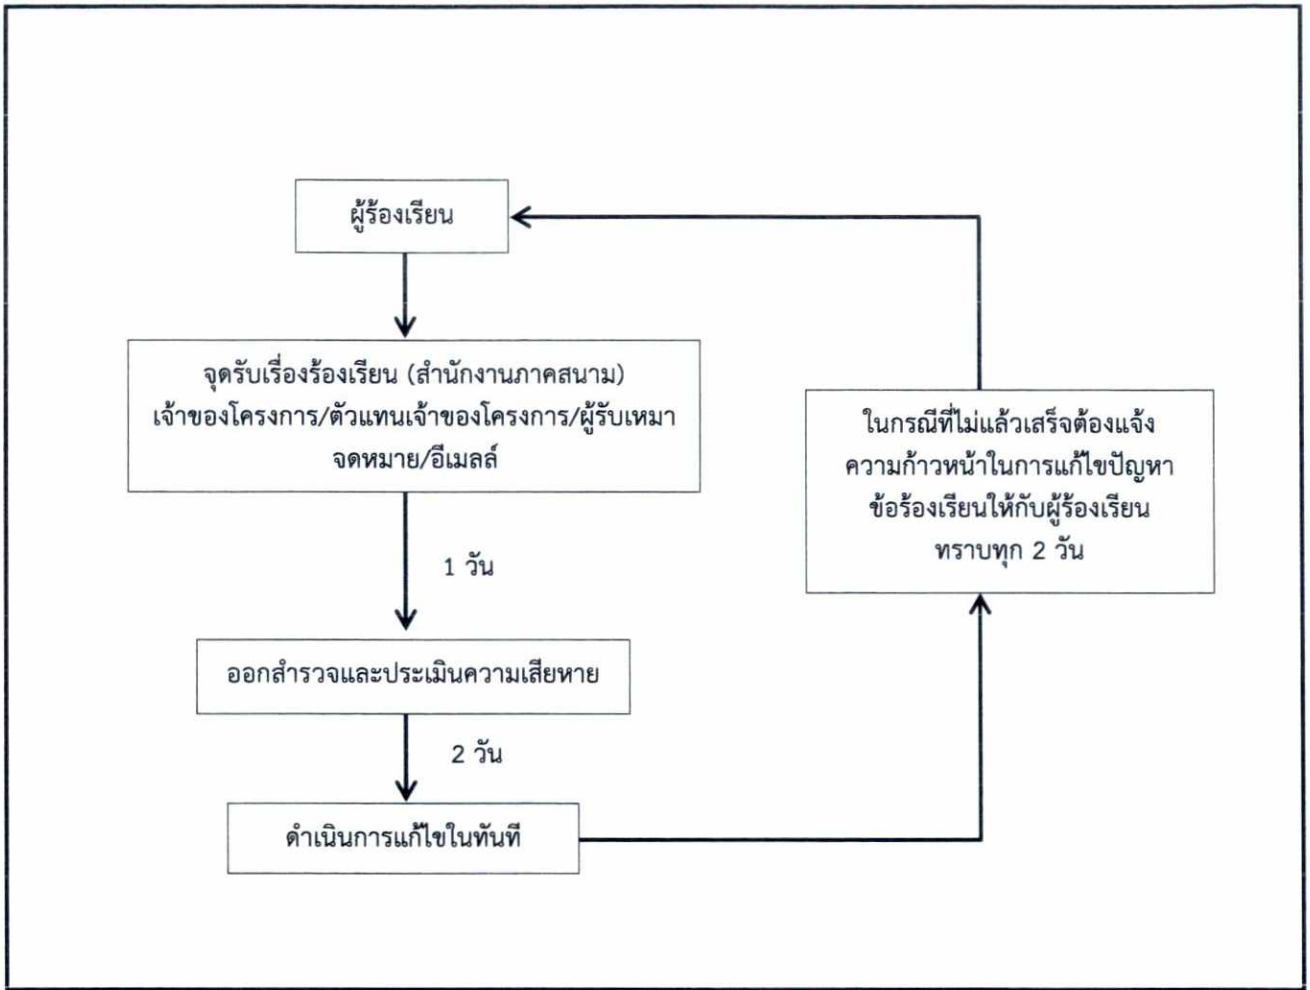 ผู้ร้องเรียน
จุดรับเรื่องร้องเรียน (สำนักงานภาคสนาม)
เจ้าของโครงการ/ตัวแทนเจ้าของโครงการ/ผู้รับเหมา
จดหมาย/อีเมลล์
1 วัน
ออกสำรวจและประเมินความเสียหาย
2 วัน
ดำเนินการแก้ไขในทันที
ในกรณีที่ไม่แล้วเสร็จต้องแจ้ง
ความก้าวหน้าในการแก้ไขปัญหา
ข้อร้องเรียนให้กับผู้ร้องเรียน
ทราบทุก 2 วัน